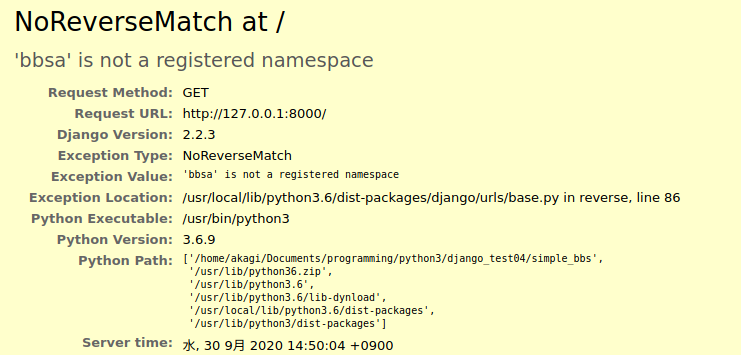 NoReverseMatch at /
'bbsa' is not a registered namespace
Request Method: GET
Request URL: http://127.0.0.1:8000/
Django Version: 2.2.3
Exception Type: NoReverseMatch
Exception Value: 'bbsa' is not a registered namespace
Exception Location: /usr/local/lib/python3.6/dist-packages/django/urls/base.py in reverse, line 86
Python Executable: /usr/bin/python3
Python Version: 3.6.9
Python Path: ['/home/akagi/Documents/programming/python3/django_test04/simple_bbs',
'/usr/lib/python36.zip',
'/usr/lib/python3.6',
'/usr/lib/python3.6/lib-dynload',
'/usr/local/lib/python3.6/dist-packages',
'/usr/lib/python3/dist-packages']
Server time: 水, 30 9月 2020 14:50:04 +0900